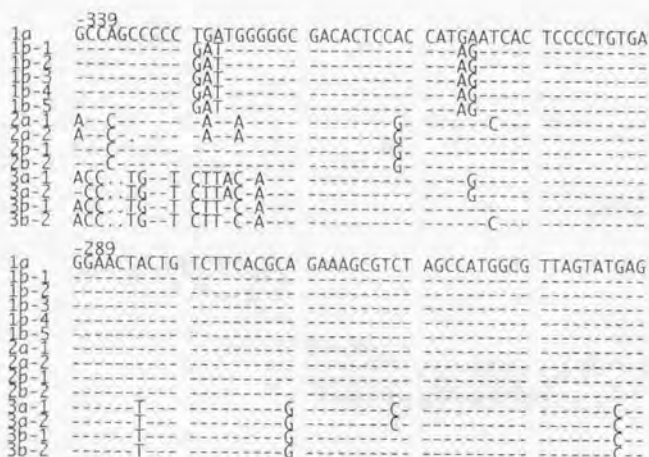 -339
1a GCCAGCCCCC TGATGGGGGC GACACTCCAC CATGAATCAC TCCCCTGTGA
1b-1 ---------- GAT------- ---------- ---AG----- ----------
1b-2 ---------- GAT------- ---------- ---AG----- ----------
1b-3 ---------- GAT------- ---------- ---AG----- ----------
1b-4 ---------- GAT------- ---------- ---AG----- ----------
1b-5 ---------- GAT------- ---------- ---AG----- ----------
2a-1 A--C------ -A--A----- --------G- ------C--- ----------
2a-2 A--C-.---- -A--A----- --------G- ---------- ----------
2b-1 ---C------ ---------- --------G- ---------- ----------
2b-2 ---C------ ---------- --------G- ---------- ----------
3a-1 ACC..TG--T CTTAC-A--- ---------- ----G----- ----------
3a-2 -CC..TG--T CTTAC-A--- ---------- ----G----- ----------
3b-1 ACC..TG--T CTT-C-A--- ---------- ---------- ----------
3b-2 ACC..TG--T CTT-C-A--- ---------- ------C--- ----------
-289
1a GGAACTACTG TCTTCACGCA GAAAGCGTCT AGCCATGGCG TTAGTATGAG
1b-1 ---------- ---------- ---------- ---------- ----------
1b-2 ---------- ---------- ---------- ---------- ----------
1b-3 ---------- ---------- ---------- ---------- ----------
1b-4 ---------- ---------- ---------- ---------- ----------
1b-5 ---------- ---------- ---------- ---------- ----------
2a-1 ---------- ---------- ---------- ---------- ----------
2a-2 ---------- ---------- ---------- ---------- ----------
2b-1 ---------- ---------- ---------- ---------- ----------
2b-2 ---------- ---------- ---------- ---------- ----------
3a-1 ------T--- ---------G -------C-- ---------- ------C---
3a-2 ------T--- ---------G -------C-- ---------- ------C---
3b-1 ------T--- ---------G ---------- ---------- ------C---
3b-2 ------T--- ---------G ---------- ---------- ------C---